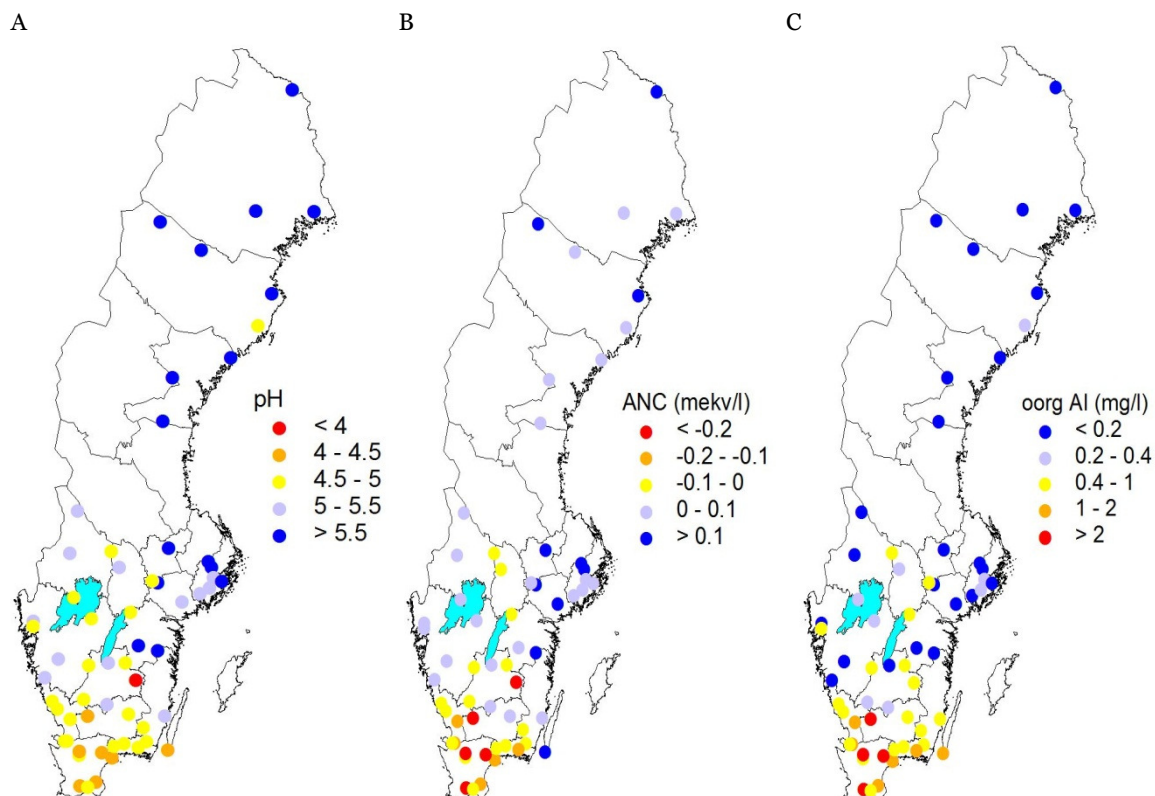 A
B
C
pH
< 4
4 - 4.5
4.5 - 5
5 - 5.5
> 5.5
ANC (mekv/l)
< -0.2
-0.2 - -0.1
-0.1 - 0
0 - 0.1
> 0.1
oorg Al (mg/l)
< 0.2
0.2 - 0.4
0.4 - 1
1 - 2
> 2